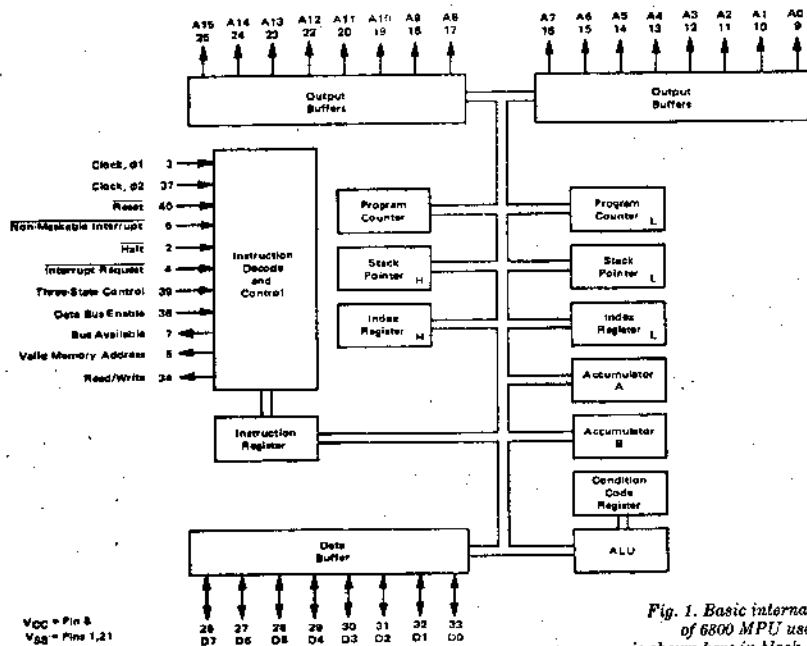 A15 A14 A13 A12 A11 A10 A9 A8
25 24 23 22 20 19 18 17
A7 A6 A5 A4 A3 A2 A1 A0
16 15 14 13 12 11 10 9
Output
Buffers
Output
Buffers
Clock, ø1 3
Clock, ø2 37
Reset 40
Non-Maskable Interrupt 6
Halt 2
Interrupt Request 4
Three-State Control 39
Data Bus Enable 36
Bus Available 7
Valid Memory Address 5
Read/Write 34
Instruction
Decode
and
Control
Program
Counter
Program
Counter L
Stack
Pointer H
Stack
Pointer L
Index
Register H
Index
Register L
Accumulator
A
Instruction
Register
Accumulator
B
Condition
Code
Register
Data
Buffer
ALU
26 27 28 29 30 31 32 33
D7 D6 D5 D4 D3 D2 D1 D0
VCC = Pin 8
VSS = Pins 1,21
Fig. 1. Basic interna
of 6800 MPU use